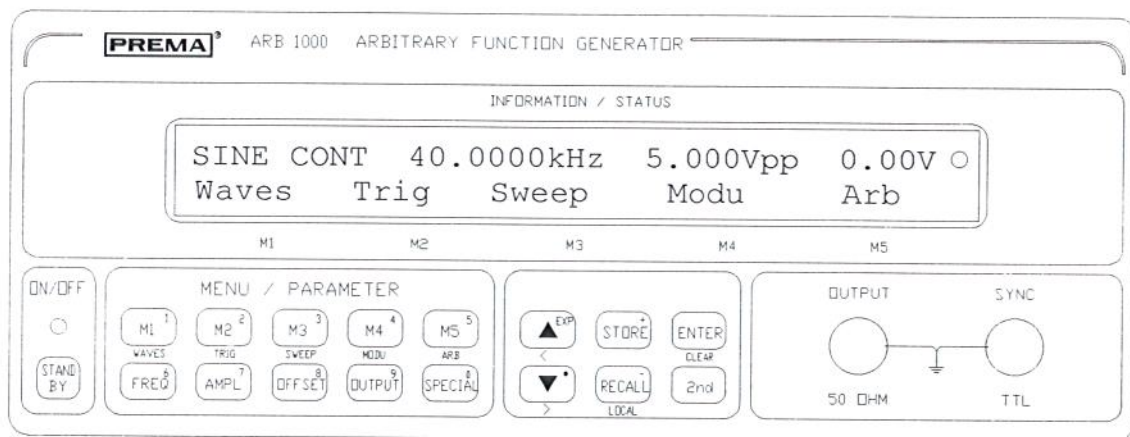 PREMA® ARB 1000 ARBITRARY FUNCTION GENERATOR
INFORMATION / STATUS
SINE CONT 40.0000kHz 5.000Vpp 0.00V
Waves Trig Sweep Modu Arb
M1 M2 M3 M4 M5
ON/OFF
STAND BY
MENU / PARAMETER
M1 1 M2 2 M3 3 M4 4 M5 5
WAVES TRIG SWEEP MODU ARB
FREQ 6 AMPL 7 OFFSET 8 OUTPUT 9 SPECIAL 0
EXP STORE + ENTER
< CLEAR
RECALL - 2nd
> LOCAL
OUTPUT SYNC
50 OHM TTL